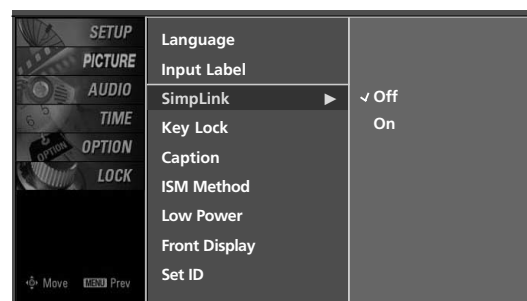 SETUP
PICTURE
AUDIO
TIME
OPTION
LOCK
Move MENU Prev
Language
Input Label
SimpLink
Key Lock
Caption
ISM Method
Low Power
Front Display
Set ID
Off
On